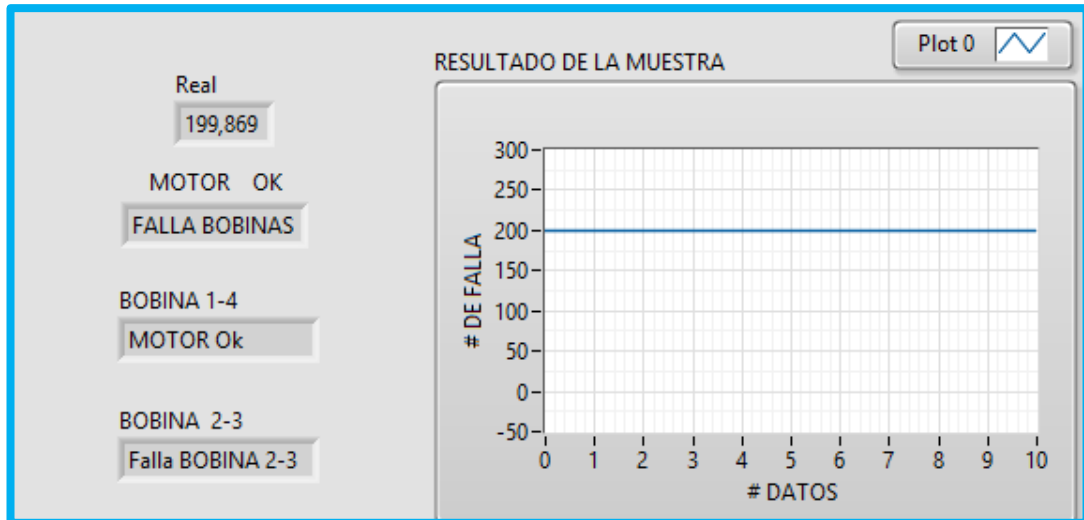 Real
199,869
MOTOR OK
FALLA BOBINAS
BOBINA 1-4
MOTOR Ok
BOBINA 2-3
Falla BOBINA 2-3
RESULTADO DE LA MUESTRA
Plot 0
# DE FALLA
300
250
200
150
100
50
0
-50
0 1 2 3 4 5 6 7 8 9 10
# DATOS